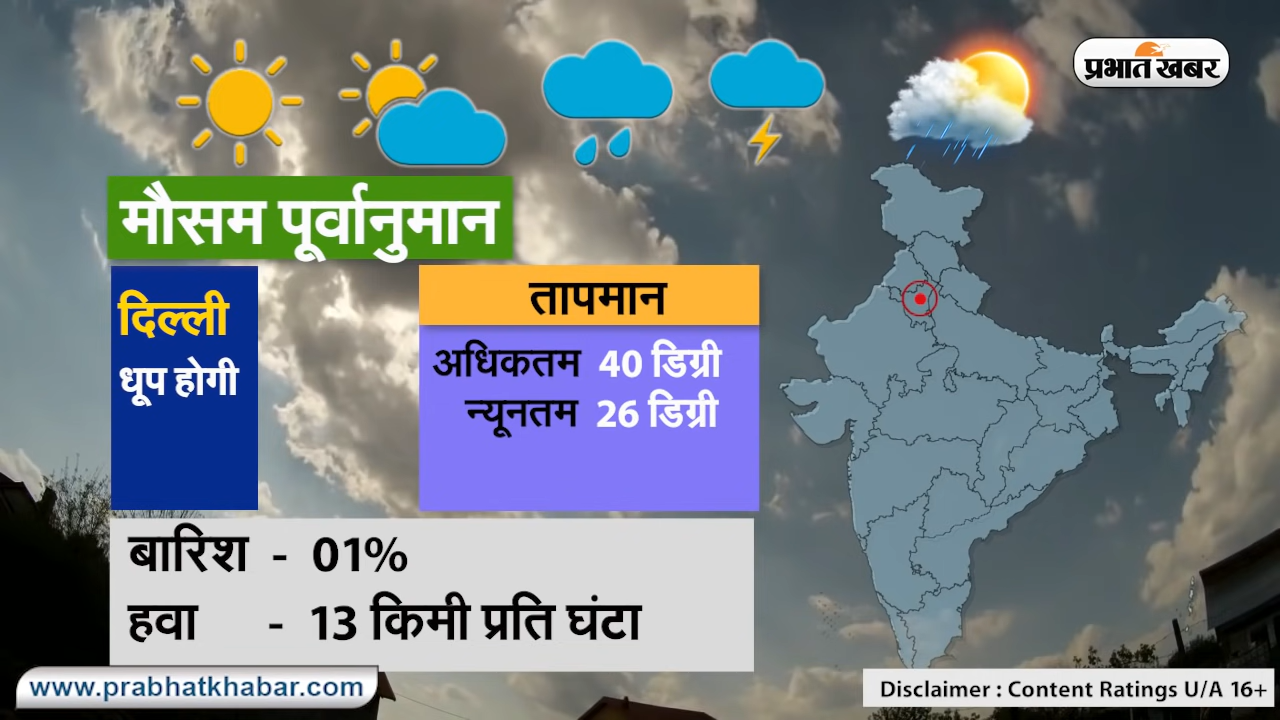 प्रभात खबर
मौसम पूर्वानुमान
दिल्ली
धूप होगी
तापमान
अधिकतम 40 डिग्री
न्यूनतम 26 डिग्री
बारिश - 01%
हवा - 13 किमी प्रति घंटा
www.prabhatkhabar.com
Disclaimer : Content Ratings U/A 16+